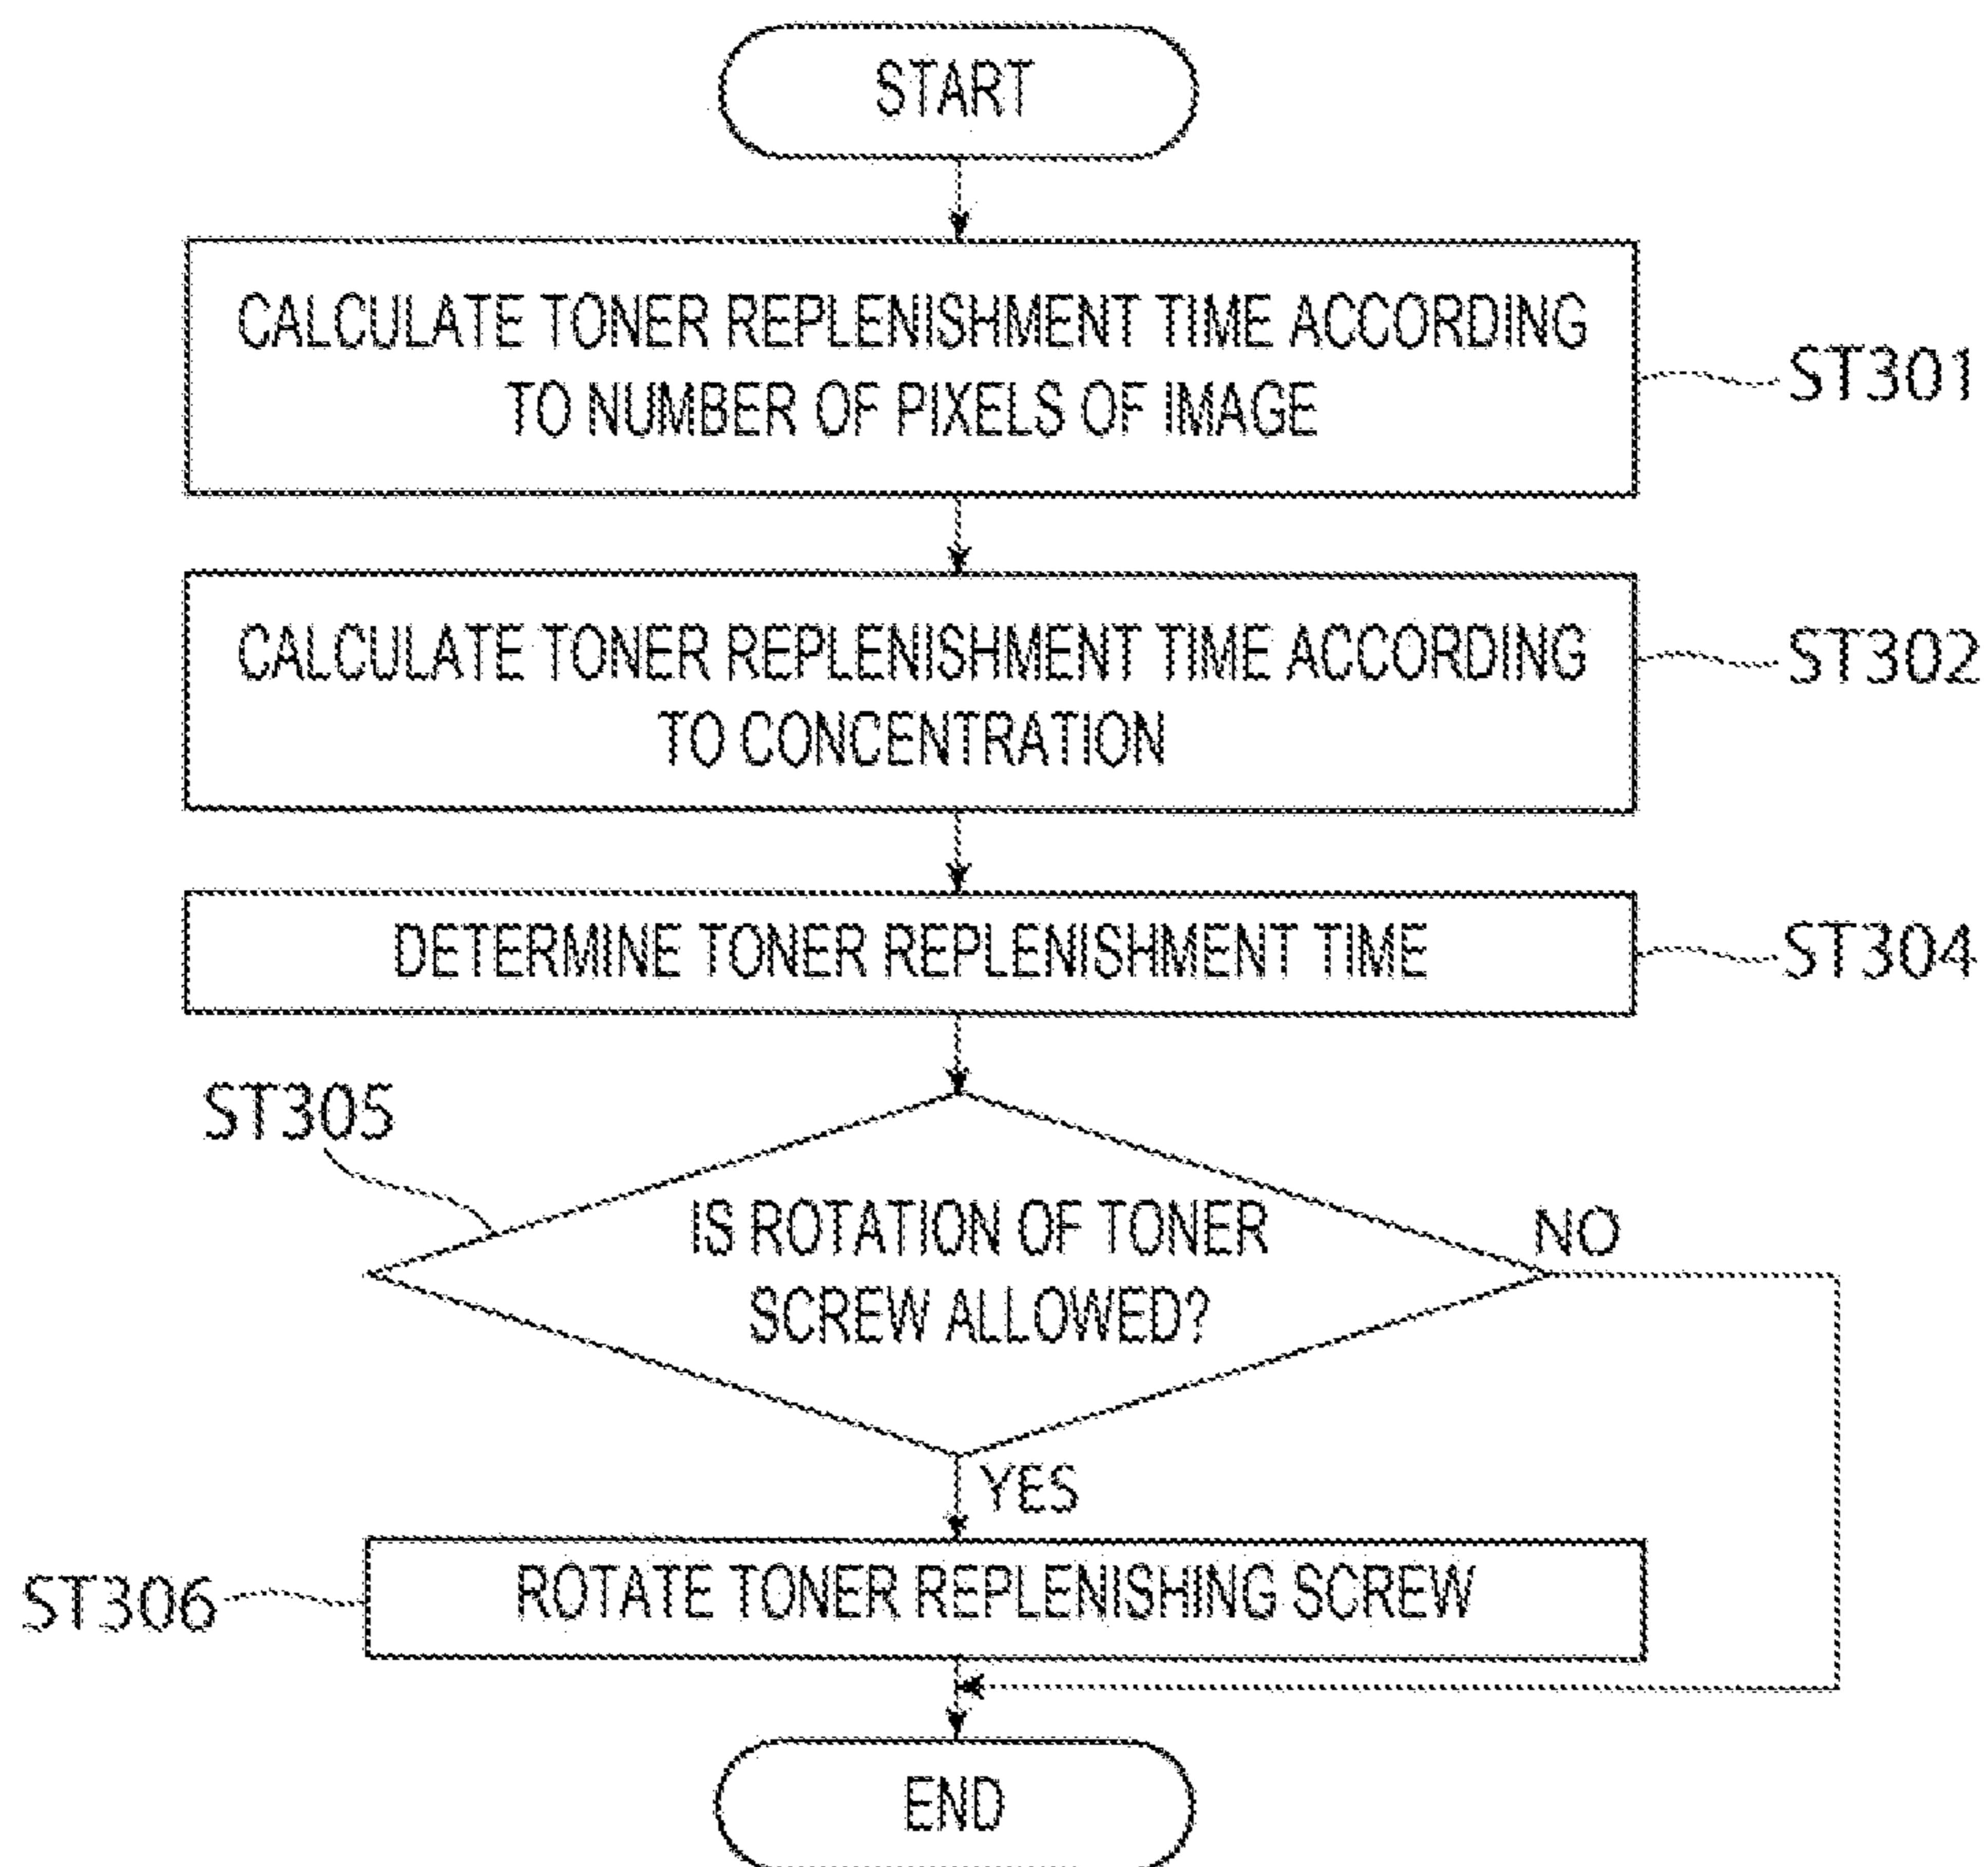 START
CALCULATE TONER REPLENISHMENT TIME ACCORDING
TO NUMBER OF PIXELS OF IMAGE
ST301
CALCULATE TONER REPLENISHMENT TIME ACCORDING
TO CONCENTRATION
ST302
DETERMINE TONER REPLENISHMENT TIME
ST304
ST305
IS ROTATION OF TONER
SCREW ALLOWED?
NO
YES
ROTATE TONER REPLENISHING SCREW
ST306
END